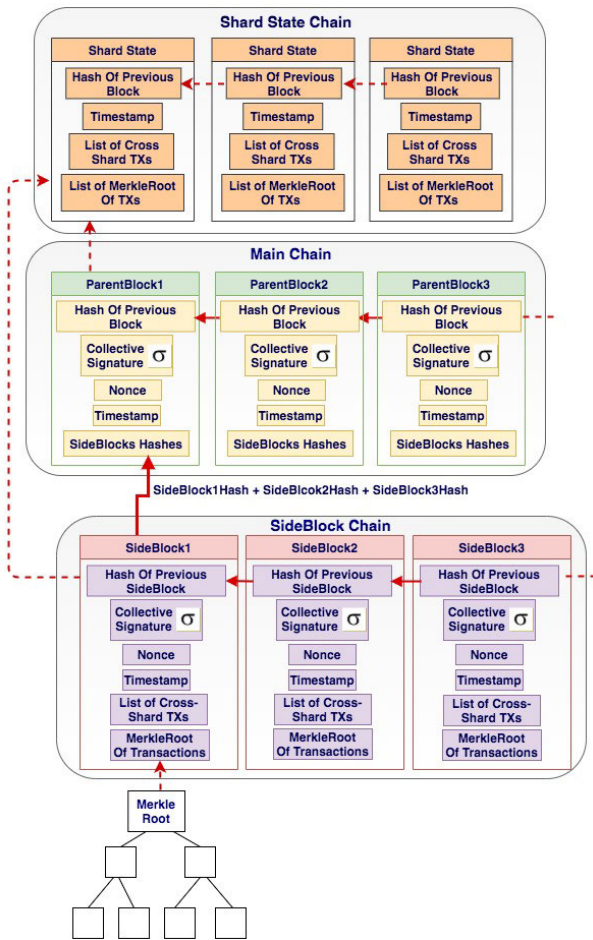 Shard State Chain
Shard State
Shard State
Shard State
Hash Of Previous
Block
Hash Of Previous
Block
Hash Of Previous
Block
Timestamp
Timestamp
Timestamp
List of Cross
Shard TXs
List of Cross
Shard TXs
List of Cross
Shard TXs
List of MerkleRoot
Of TXs
List of MerkleRoot
Of TXs
List of MerkleRoot
Of TXs
Main Chain
ParentBlock1
ParentBlock2
ParentBlock3
Hash Of Previous
Block
Hash Of Previous
Block
Hash Of Previous
Block
Collective
Signature σ
Collective
Signature σ
Collective
Signature σ
Nonce
Nonce
Nonce
Timestamp
Timestamp
Timestamp
SideBlocks Hashes
SideBlocks Hashes
SideBlocks Hashes
SideBlock1Hash + SideBlcok2Hash + SideBlock3Hash
SideBlock Chain
SideBlock1
SideBlock2
SideBlock3
Hash Of Previous
SideBlock
Hash Of Previous
SideBlock
Hash Of Previous
SideBlock
Collective
Signature σ
Collective
Signature σ
Collective
Signature σ
Nonce
Nonce
Nonce
Timestamp
Timestamp
Timestamp
List of Cross-
Shard TXs
List of Cross-
Shard TXs
List of Cross-
Shard TXs
MerkleRoot
Of Transactions
MerkleRoot
Of Transactions
MerkleRoot
Of Transactions
Merkle
Root